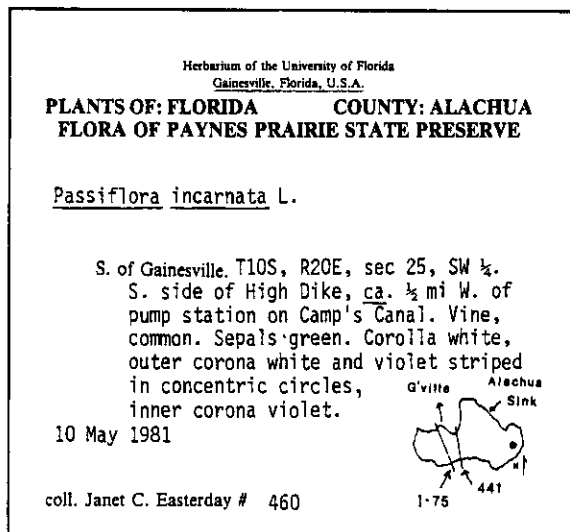 Herbarium of the University of Florida
Gainesville, Florida, U.S.A.
PLANTS OF: FLORIDA COUNTY: ALACHUA
FLORA OF PAYNES PRAIRIE STATE PRESERVE
Passiflora incarnata L.
S. of Gainesville. T10S, R20E, sec 25, SW ¼.
S. side of High Dike, ca. ½ mi W. of
pump station on Camp's Canal. Vine,
common. Sepals green. Corolla white,
outer corona white and violet striped
in concentric circles,
inner corona violet.
10 May 1981
G'ville Alachua
Sink
N
I-75 441
coll. Janet C. Easterday # 460